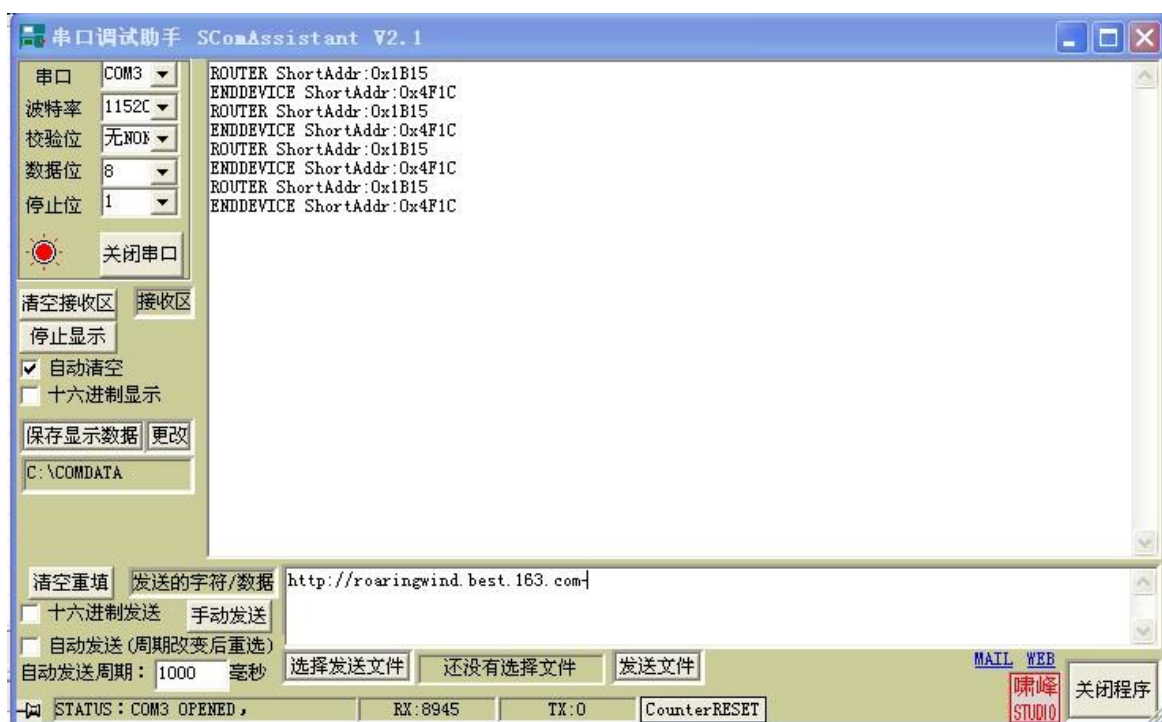 串口调试助手 SComAssistant V2.1
串口 COM3
波特率 11520
校验位 无NON
数据位 8
停止位 1
关闭串口
清空接收区 接收区
停止显示
自动清空
十六进制显示
保存显示数据 更改
C:\COMDATA
ROUTER ShortAddr:0x1B15
ENDDEVICE ShortAddr:0x4F1C
ROUTER ShortAddr:0x1B15
ENDDEVICE ShortAddr:0x4F1C
ROUTER ShortAddr:0x1B15
ENDDEVICE ShortAddr:0x4F1C
ROUTER ShortAddr:0x1B15
ENDDEVICE ShortAddr:0x4F1C
清空重填 发送的字符/数据 http://roaringwind.best.163.com
十六进制发送 手动发送
自动发送(周期改变后重选)
自动发送周期: 1000 毫秒 选择发送文件 还没有选择文件 发送文件
MAIL WEB
啸峰
STUDIO
关闭程序
STATUS:COM3 OPENED, RX:8945 TX:0 CounterRESET